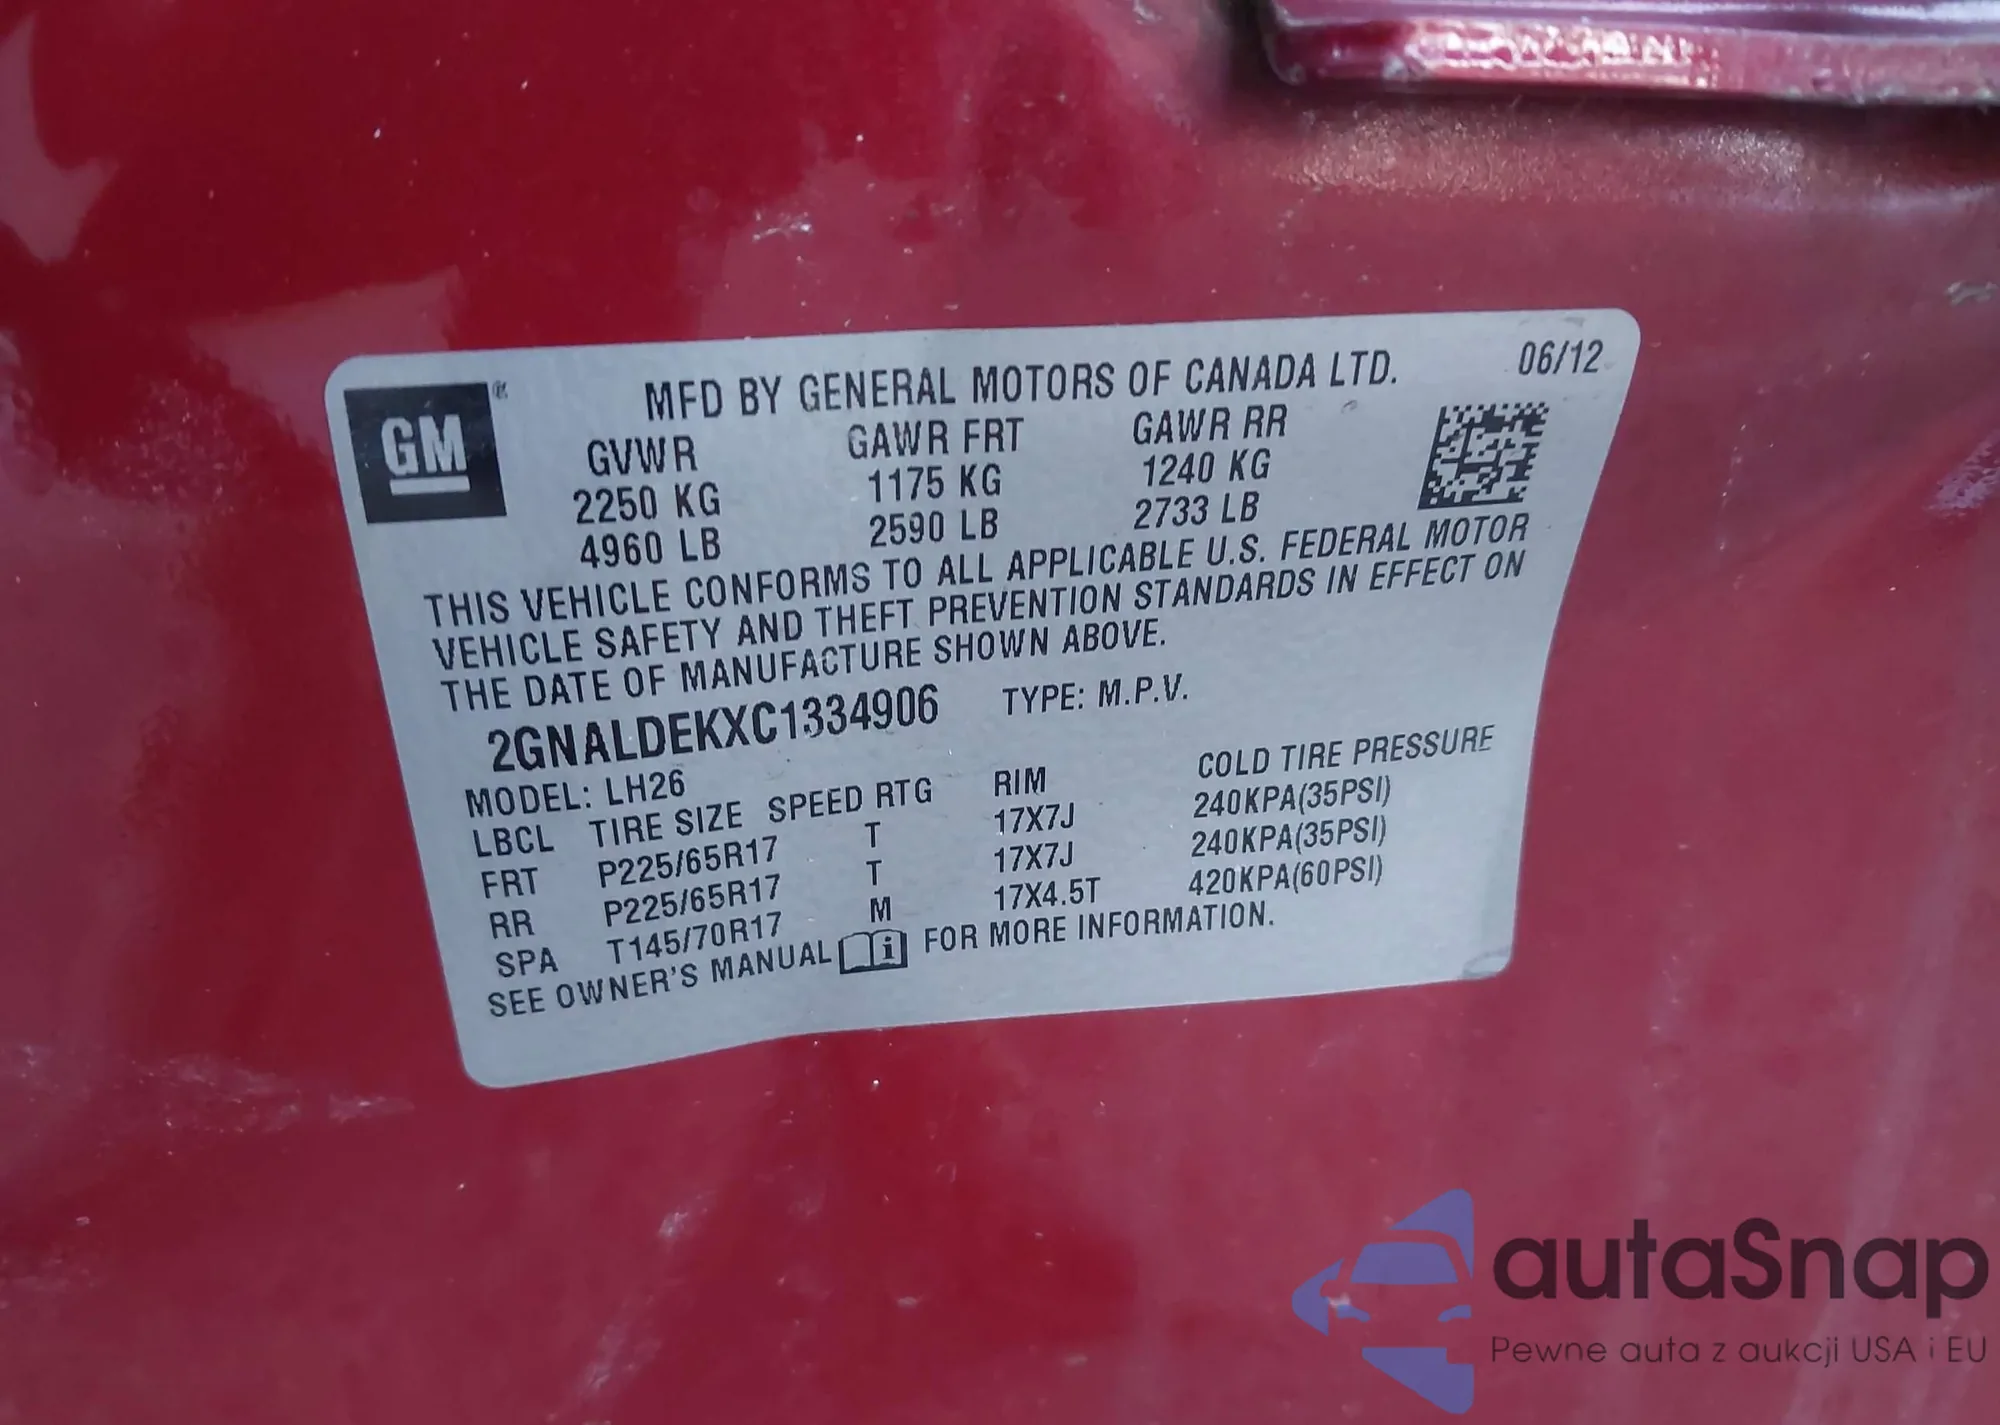 GM ®
MFD BY GENERAL MOTORS OF CANADA LTD. 06/12
GVWR GAWR FRT GAWR RR
2250 KG 1175 KG 1240 KG
4960 LB 2590 LB 2733 LB
THIS VEHICLE CONFORMS TO ALL APPLICABLE U.S. FEDERAL MOTOR
VEHICLE SAFETY AND THEFT PREVENTION STANDARDS IN EFFECT ON
THE DATE OF MANUFACTURE SHOWN ABOVE.
2GNALDEKXC1334906 TYPE: M.P.V.
MODEL: LH26
LBCL TIRE SIZE SPEED RTG RIM COLD TIRE PRESSURE
FRT P225/65R17 T 17X7J 240KPA(35PSI)
RR P225/65R17 T 17X7J 240KPA(35PSI)
SPA T145/70R17 M 17X4.5T 420KPA(60PSI)
SEE OWNER'S MANUAL i FOR MORE INFORMATION.
autaSnap
Pewne auta z aukcji USA i EU